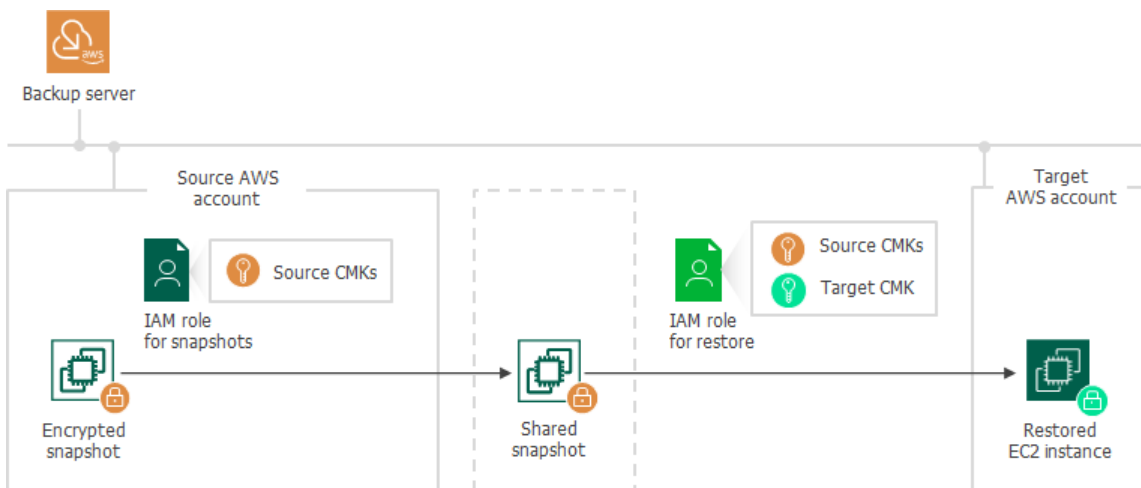 aws
Backup server
Source AWS
account
Target
AWS account
Source CMKs
Source CMKs
Target CMK
IAM role
for snapshots
IAM role
for restore
Encrypted
snapshot
Shared
snapshot
Restored
EC2 instance